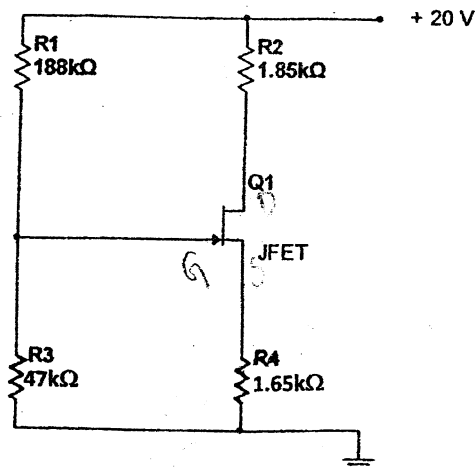 + 20 V
R1
188kΩ
R2
1.85kΩ
Q1
D
JFET
G
S
R3
47kΩ
R4
1.65kΩ